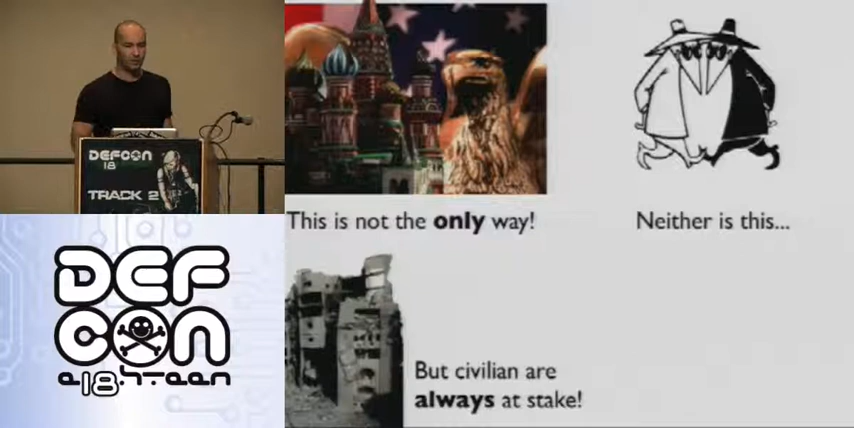 DEFCON
18
TRACK 2
This is not the only way!
Neither is this...
DEF
CON
But civilian are
always at stake!